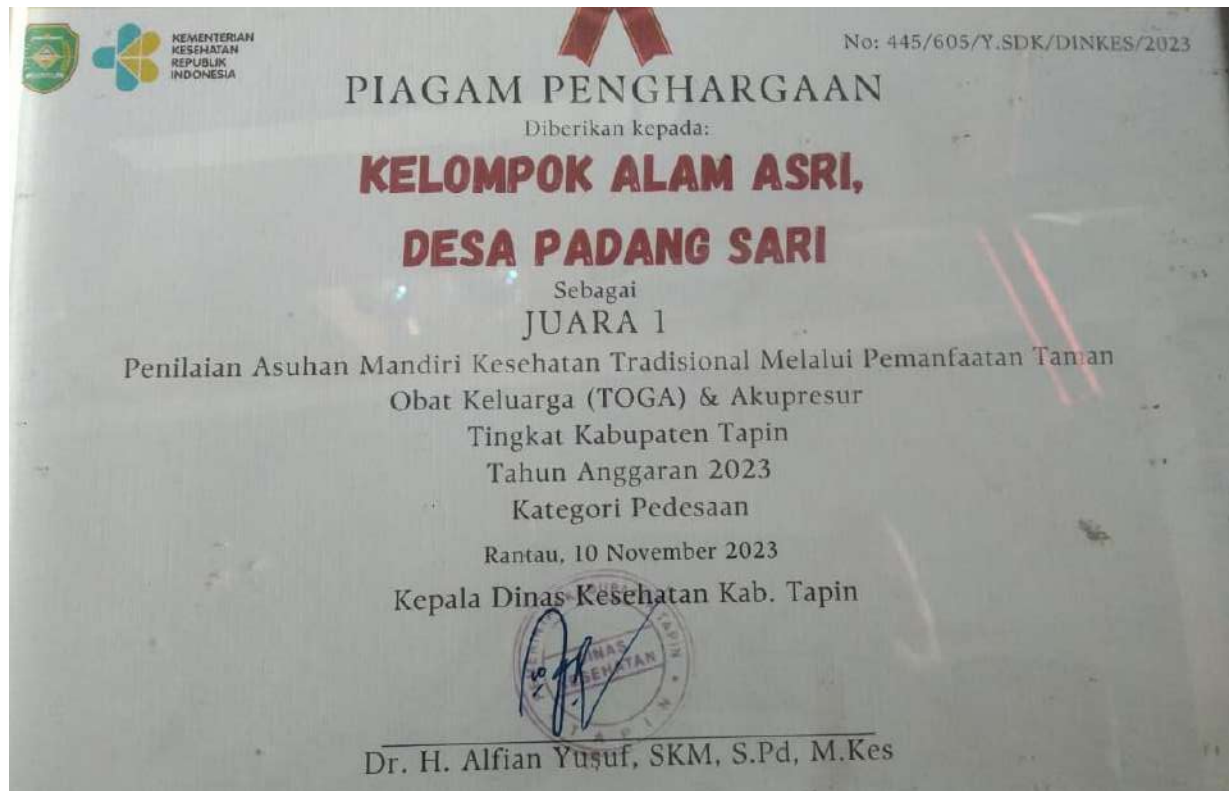 KEMENTERIAN
KESEHATAN
REPUBLIK
INDONESIA
No: 445/605/Y.SDK/DINKES/2023
PIAGAM PENGHARGAAN
Diberikan kepada:
KELOMPOK ALAM ASRI,
DESA PADANG SARI
Sebagai
JUARA 1
Penilaian Asuhan Mandiri Kesehatan Tradisional Melalui Pemanfaatan Taman
Obat Keluarga (TOGA) & Akupresur
Tingkat Kabupaten Tapin
Tahun Anggaran 2023
Kategori Pedesaan
Rantau, 10 November 2023
Kepala Dinas Kesehatan Kab. Tapin
DINAS
KESEHATAN
TAPIN
Dr. H. Alfian Yusuf, SKM, S.Pd, M.Kes